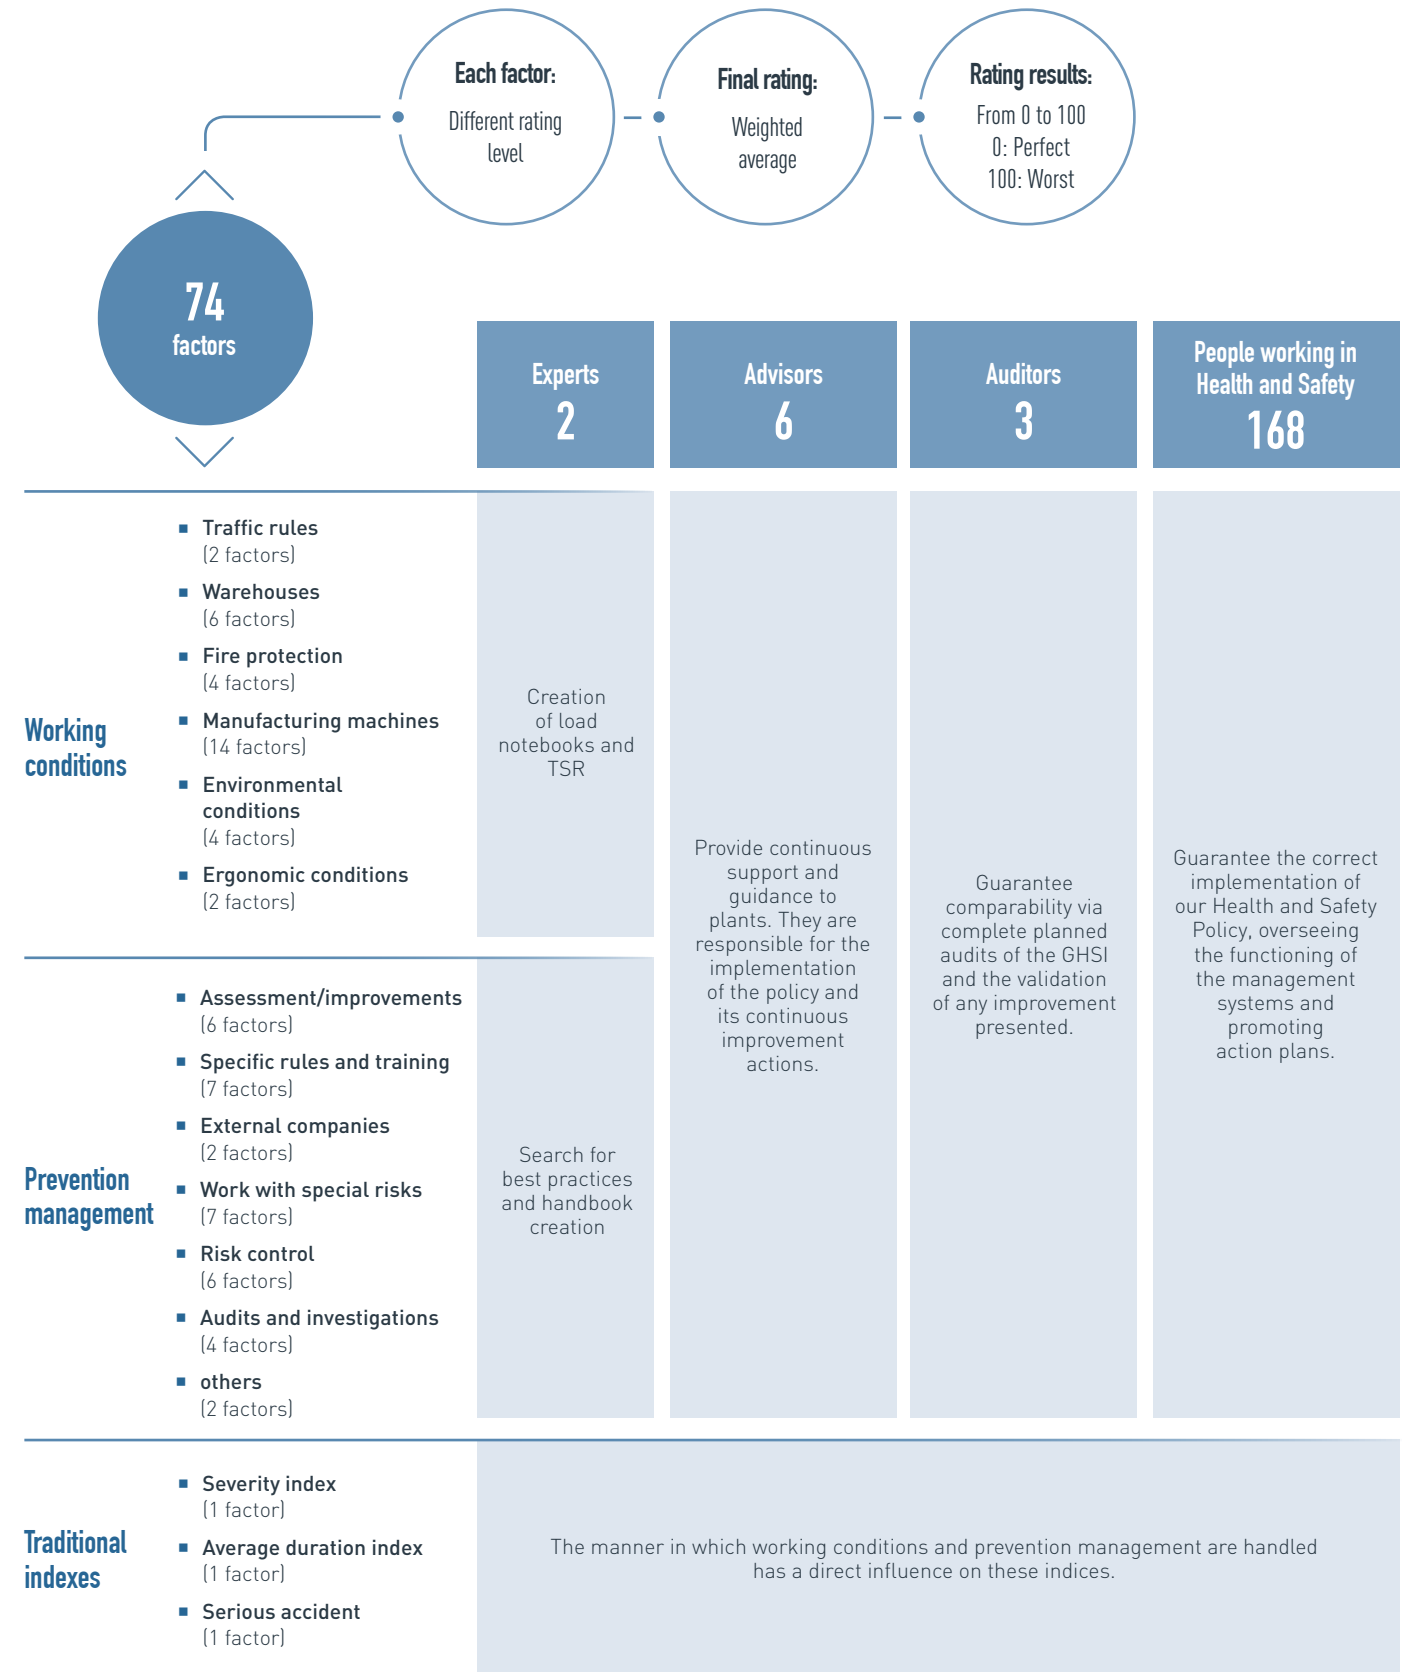 Each factor:
Different rating
level
Final rating:
Weighted
average
Rating results:
From 0 to 100
0: Perfect
100: Worst
74
factors
Experts
2
Advisors
6
Auditors
3
People working in
Health and Safety
168
Working
conditions
Traffic rules
(2 factors)
Warehouses
(6 factors)
Fire protection
(4 factors)
Manufacturing machines
(14 factors)
Environmental
conditions
(4 factors)
Ergonomic conditions
(2 factors)
Creation
of load
notebooks and
TSR
Prevention
management
Assessment/improvements
(6 factors)
Specific rules and training
(7 factors)
External companies
(2 factors)
Work with special risks
(7 factors)
Risk control
(6 factors)
Audits and investigations
(4 factors)
others
(2 factors)
Search for
best practices
and handbook
creation
Provide continuous
support and
guidance to
plants. They are
responsible for the
implementation
of the policy and
its continuous
improvement
actions.
Guarantee
comparability via
complete planned
audits of the GHSI
and the validation
of any improvement
presented.
Guarantee the correct
implementation of
our Health and Safety
Policy, overseeing
the functioning of
the management
systems and
promoting
action plans.
Traditional
indexes
Severity index
(1 factor)
Average duration index
(1 factor)
Serious accident
(1 factor)
The manner in which working conditions and prevention management are handled
has a direct influence on these indices.